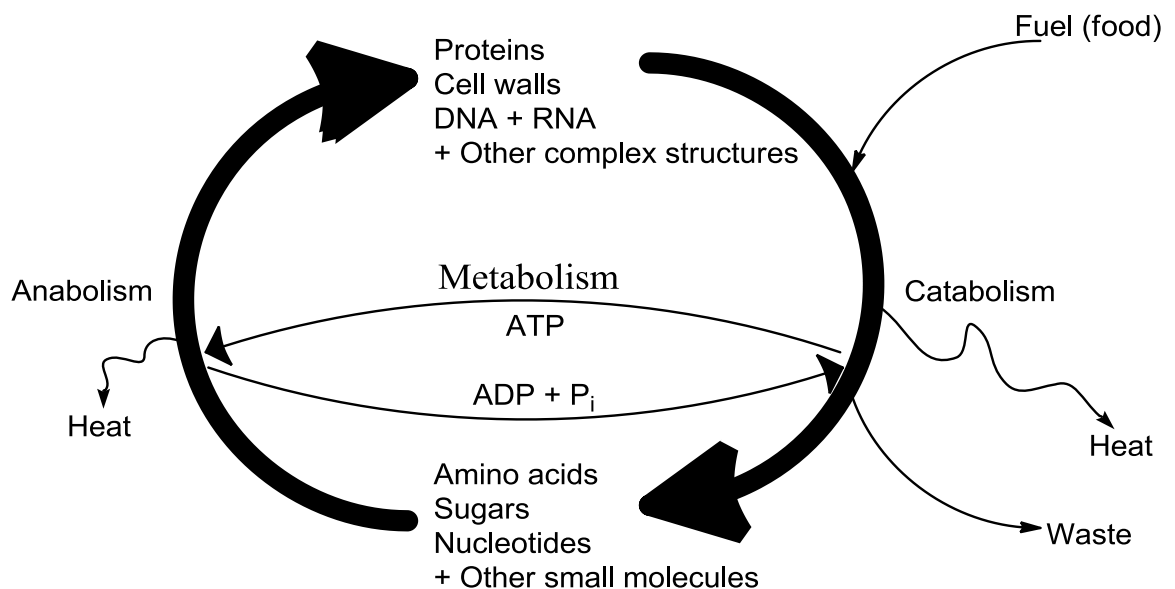 Fuel (food)
Proteins
Cell walls
DNA + RNA
+ Other complex structures
Metabolism
Anabolism
Catabolism
ATP
ADP + Pᵢ
Heat
Heat
Amino acids
Sugars
Nucleotides
+ Other small molecules
Waste